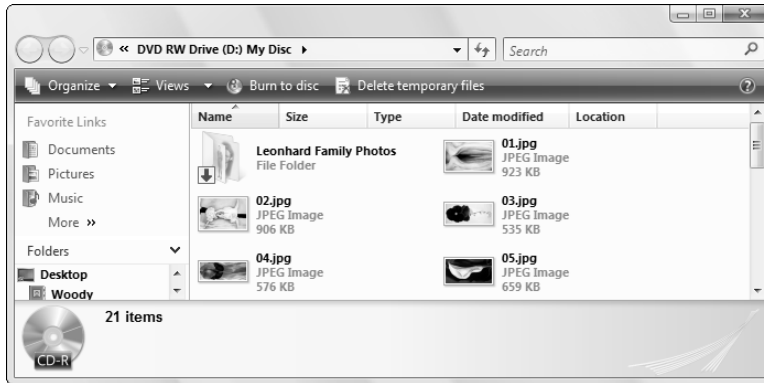 « DVD RW Drive (D:) My Disc
Search
Organize Views Burn to disc Delete temporary files
Favorite Links
Documents
Pictures
Music
More »
Folders
Desktop
Woody
Name Size Type Date modified Location
Leonhard Family Photos
File Folder
01.jpg
JPEG Image
923 KB
02.jpg
JPEG Image
906 KB
03.jpg
JPEG Image
535 KB
04.jpg
JPEG Image
576 KB
05.jpg
JPEG Image
659 KB
21 items
CD-R